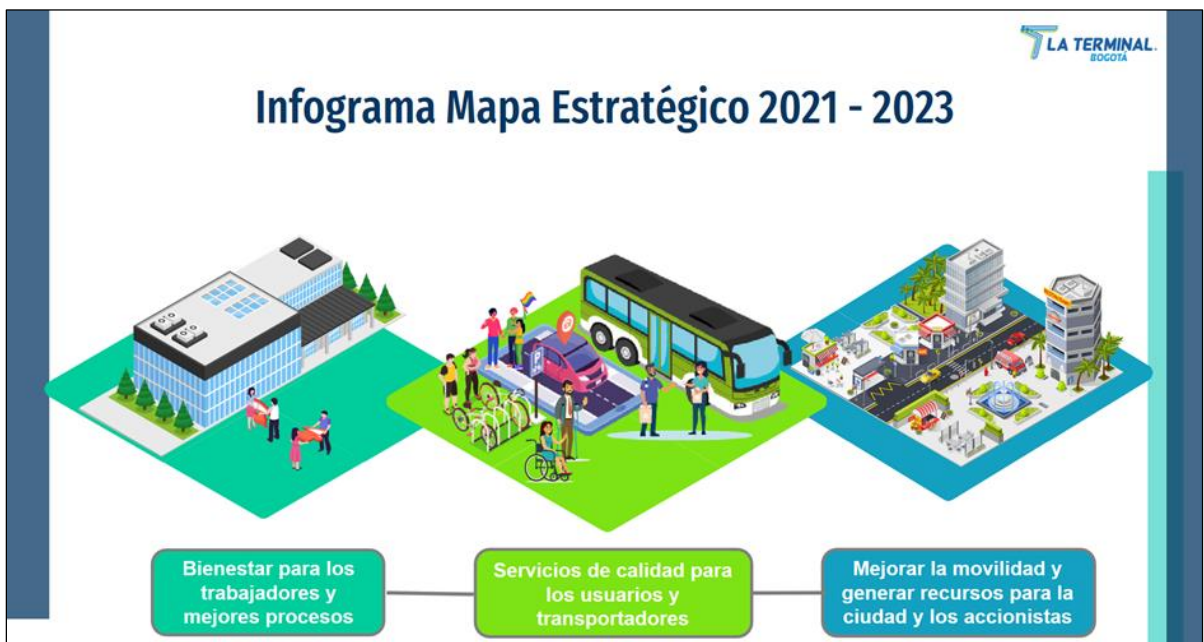 LA TERMINAL.
BOGOTÁ
Infograma Mapa Estratégico 2021 - 2023
Bienestar para los
trabajadores y
mejores procesos
Servicios de calidad para
los usuarios y
transportadores
Mejorar la movilidad y
generar recursos para la
ciudad y los accionistas